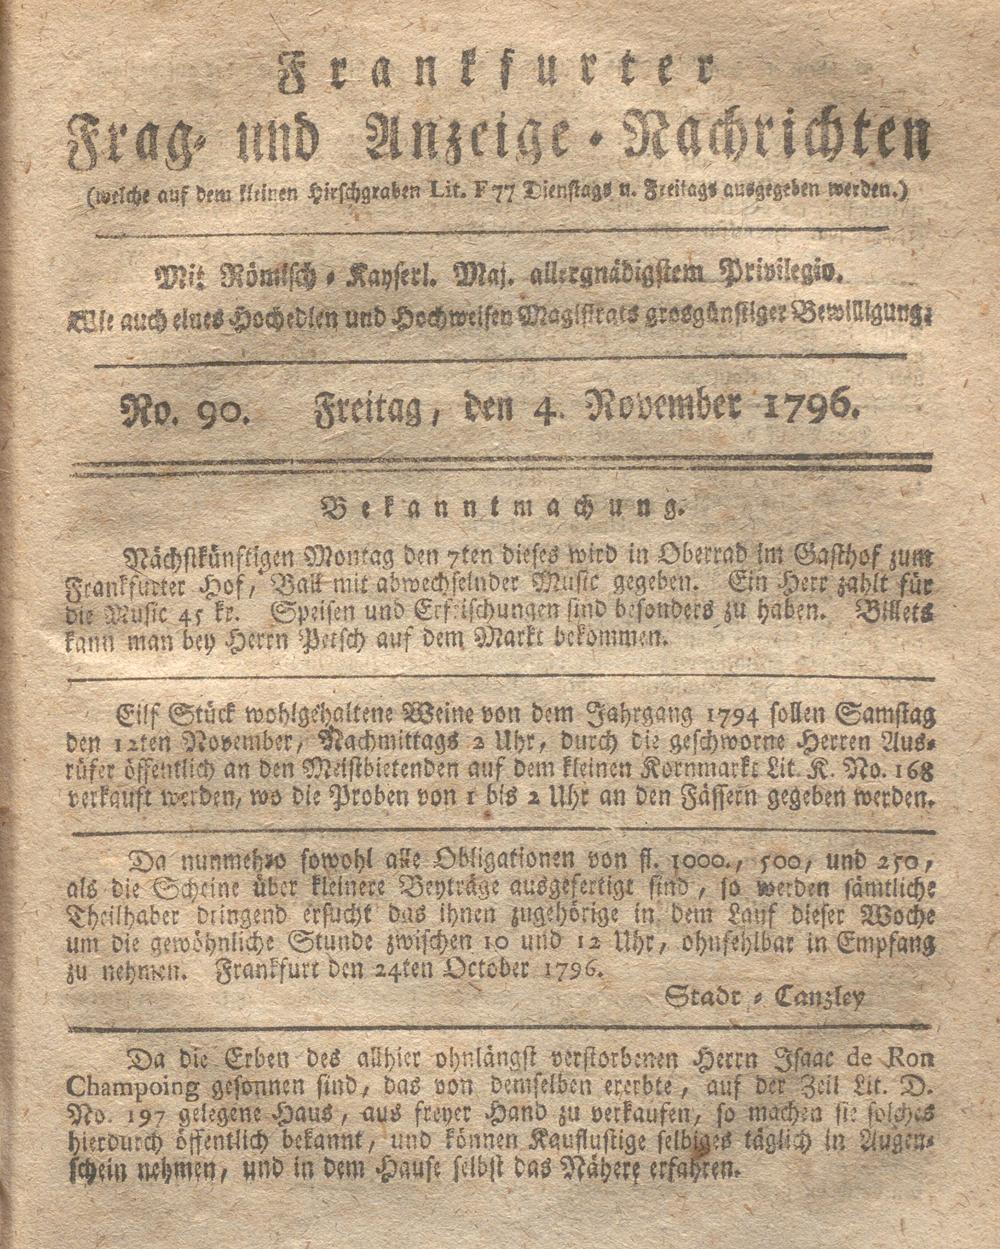 Frankfurter
Frag- und Anzeige-Nachrichten
(welche auf dem kleinen Hirschgraben Lit. F 77 Dienstags u. Freitags ausgegeben werden.)
Mit Römisch-Kayserl. Maj. allergnädigstem Privilegio.
Wie auch eines Hochedlen und Hochweisen Magistrats grosgünstiger Bewilligung.
No. 90. Freitag, den 4. November 1796.
Bekanntmachung.
Nächstkünftigen Montag den 7ten dieses wird in Oberrad im Gasthof zum
Frankfurter Hof, Ball mit abwechselnder Music gegeben. Ein Herr zahlt für
die Music 45 kr. Speisen und Erfrischungen sind besonders zu haben. Billets
kann man bey Herrn Petsch auf dem Markt bekommen.
Eilf Stück wohlgehaltene Weine von dem Jahrgang 1794 sollen Samstag
den 12ten November, Nachmittags 2 Uhr, durch die geschworne Herren Aus-
rüfer öffentlich an den Meistbietenden auf dem kleinen Kornmarkt Lit. K. No. 168
verkauft werden, wo die Proben von 1 bis 2 Uhr an den Fässern gegeben werden.
Da nunmehro sowohl alle Obligationen von fl. 1000., 500, und 250,
als die Scheine über kleinere Beyträge ausgefertigt sind, so werden sämtliche
Theilhaber dringend ersucht das ihnen zugehörige in dem Lauf dieser Woche
um die gewöhnliche Stunde zwischen 10 und 12 Uhr, ohnfehlbar in Empfang
zu nehmen. Frankfurt den 24ten October 1796.
Stadt-Canzley
Da die Erben des allhier ohnlängst verstorbenen Herrn Isaac de Ron
Champoing gesonnen sind, das von demselben ererbte, auf der Zeil Lit. D.
No. 197 gelegene Haus, aus freyer Hand zu verkaufen, so machen sie solches
hierdurch öffentlich bekannt, und können Kauflustige selbiges täglich in Augen-
schein nehmen, und in dem Hause selbst das Nähere erfahren.